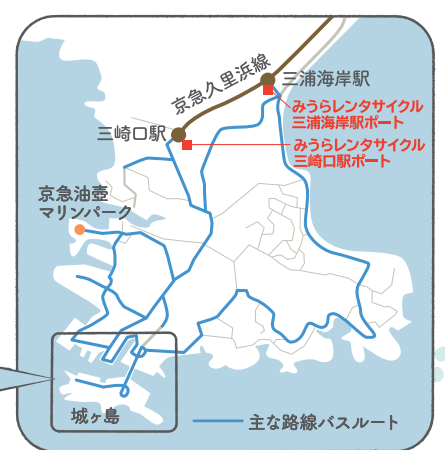 京急久里浜線
三浦海岸駅
みうらレンタサイクル
三浦海岸駅ポート
三崎口駅
みうらレンタサイクル
三崎口駅ポート
京急油壺
マリンパーク
城ヶ島
主な路線バスルート